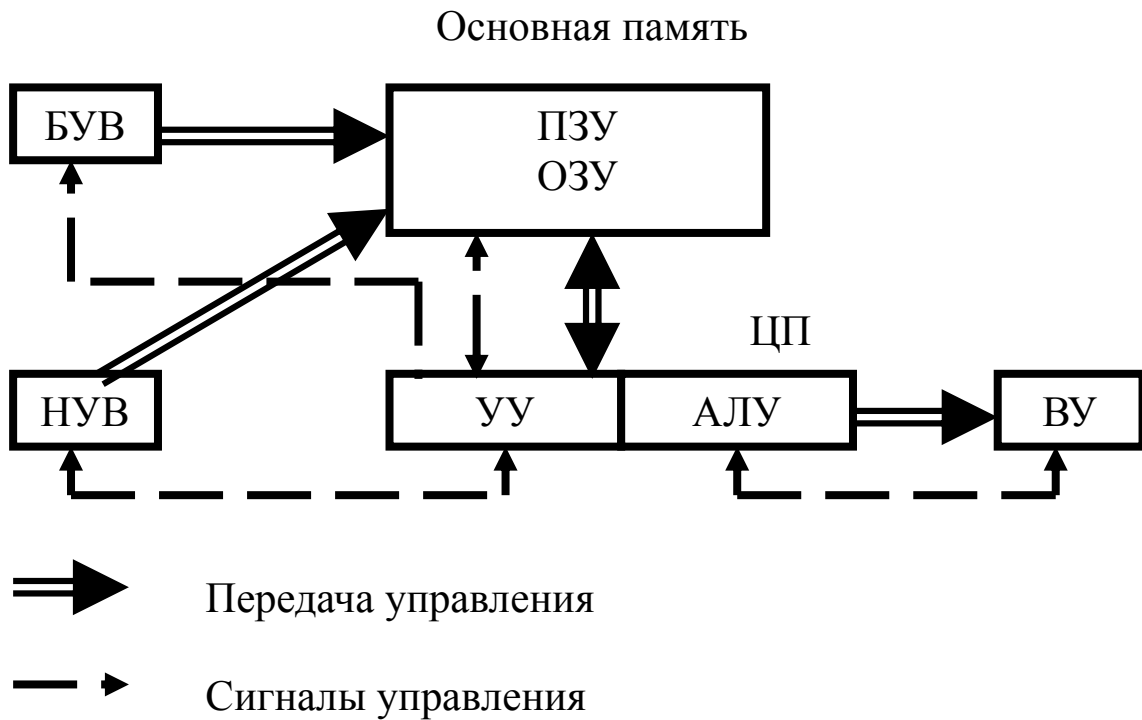 Основная память
БУВ
ПЗУ
ОЗУ
ЦП
НУВ
УУ
АЛУ
ВУ
Передача управления
Сигналы управления